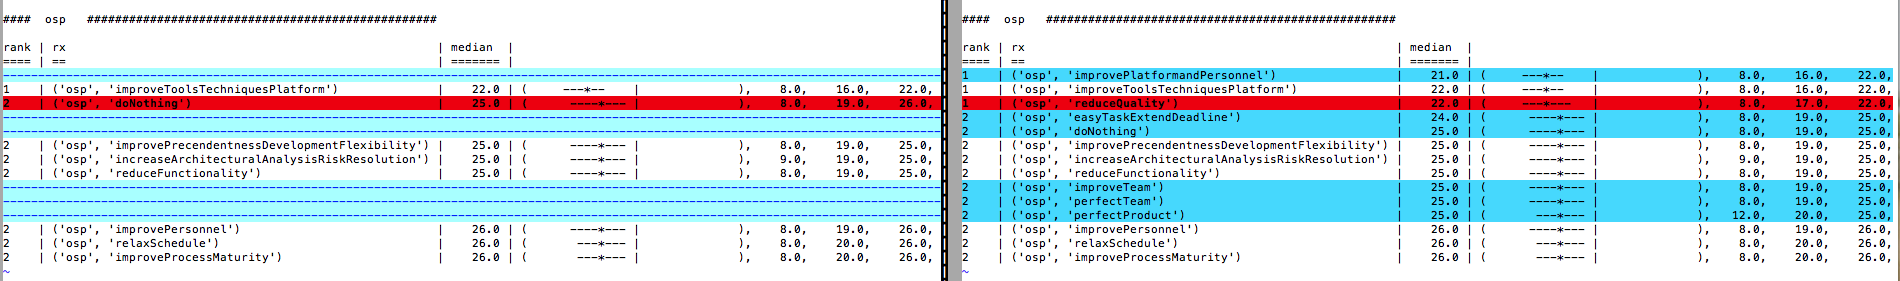 ####  osp   ##################################################
rank | rx | median |
==== | == | ======= |
1 | ('osp', 'improveToolsTechniquesPlatform') | 22.0 | ( ---*-- | ), 8.0, 16.0, 22.0,
2 | ('osp', 'doNothing') | 25.0 | ( ----*--- | ), 8.0, 19.0, 26.0,
2 | ('osp', 'improvePrecendentnessDevelopmentFlexibility') | 25.0 | ( ----*--- | ), 8.0, 19.0, 25.0,
2 | ('osp', 'increaseArchitecturalAnalysisRiskResolution') | 25.0 | ( ----*--- | ), 9.0, 19.0, 25.0,
2 | ('osp', 'reduceFunctionality') | 25.0 | ( ----*--- | ), 8.0, 19.0, 25.0,
2 | ('osp', 'improvePersonnel') | 26.0 | ( ----*--- | ), 8.0, 19.0, 26.0,
2 | ('osp', 'relaxSchedule') | 26.0 | ( ---*--- | ), 8.0, 20.0, 26.0,
2 | ('osp', 'improveProcessMaturity') | 26.0 | ( ---*--- | ), 8.0, 20.0, 26.0,
~
####  osp   ##################################################
rank | rx | median |
==== | == | ======= |
1 | ('osp', 'improvePlatformandPersonnel') | 21.0 | ( ---*-- | ), 8.0, 16.0, 22.0,
1 | ('osp', 'improveToolsTechniquesPlatform') | 22.0 | ( ---*-- | ), 8.0, 16.0, 22.0,
1 | ('osp', 'reduceQuality') | 22.0 | ( ---*--- | ), 8.0, 17.0, 22.0,
2 | ('osp', 'easyTaskExtendDeadline') | 24.0 | ( ----*--- | ), 8.0, 19.0, 25.0,
2 | ('osp', 'doNothing') | 25.0 | ( ----*--- | ), 8.0, 19.0, 25.0,
2 | ('osp', 'improvePrecendentnessDevelopmentFlexibility') | 25.0 | ( ----*--- | ), 8.0, 19.0, 25.0,
2 | ('osp', 'increaseArchitecturalAnalysisRiskResolution') | 25.0 | ( ----*--- | ), 9.0, 19.0, 25.0,
2 | ('osp', 'reduceFunctionality') | 25.0 | ( ----*--- | ), 8.0, 19.0, 25.0,
2 | ('osp', 'improveTeam') | 25.0 | ( ----*--- | ), 8.0, 19.0, 25.0,
2 | ('osp', 'perfectTeam') | 25.0 | ( ----*--- | ), 8.0, 19.0, 25.0,
2 | ('osp', 'perfectProduct') | 25.0 | ( ---*--- | ), 12.0, 20.0, 25.0,
2 | ('osp', 'improvePersonnel') | 26.0 | ( ----*--- | ), 8.0, 19.0, 26.0,
2 | ('osp', 'relaxSchedule') | 26.0 | ( ---*--- | ), 8.0, 20.0, 26.0,
2 | ('osp', 'improveProcessMaturity') | 26.0 | ( ---*--- | ), 8.0, 20.0, 26.0,
~